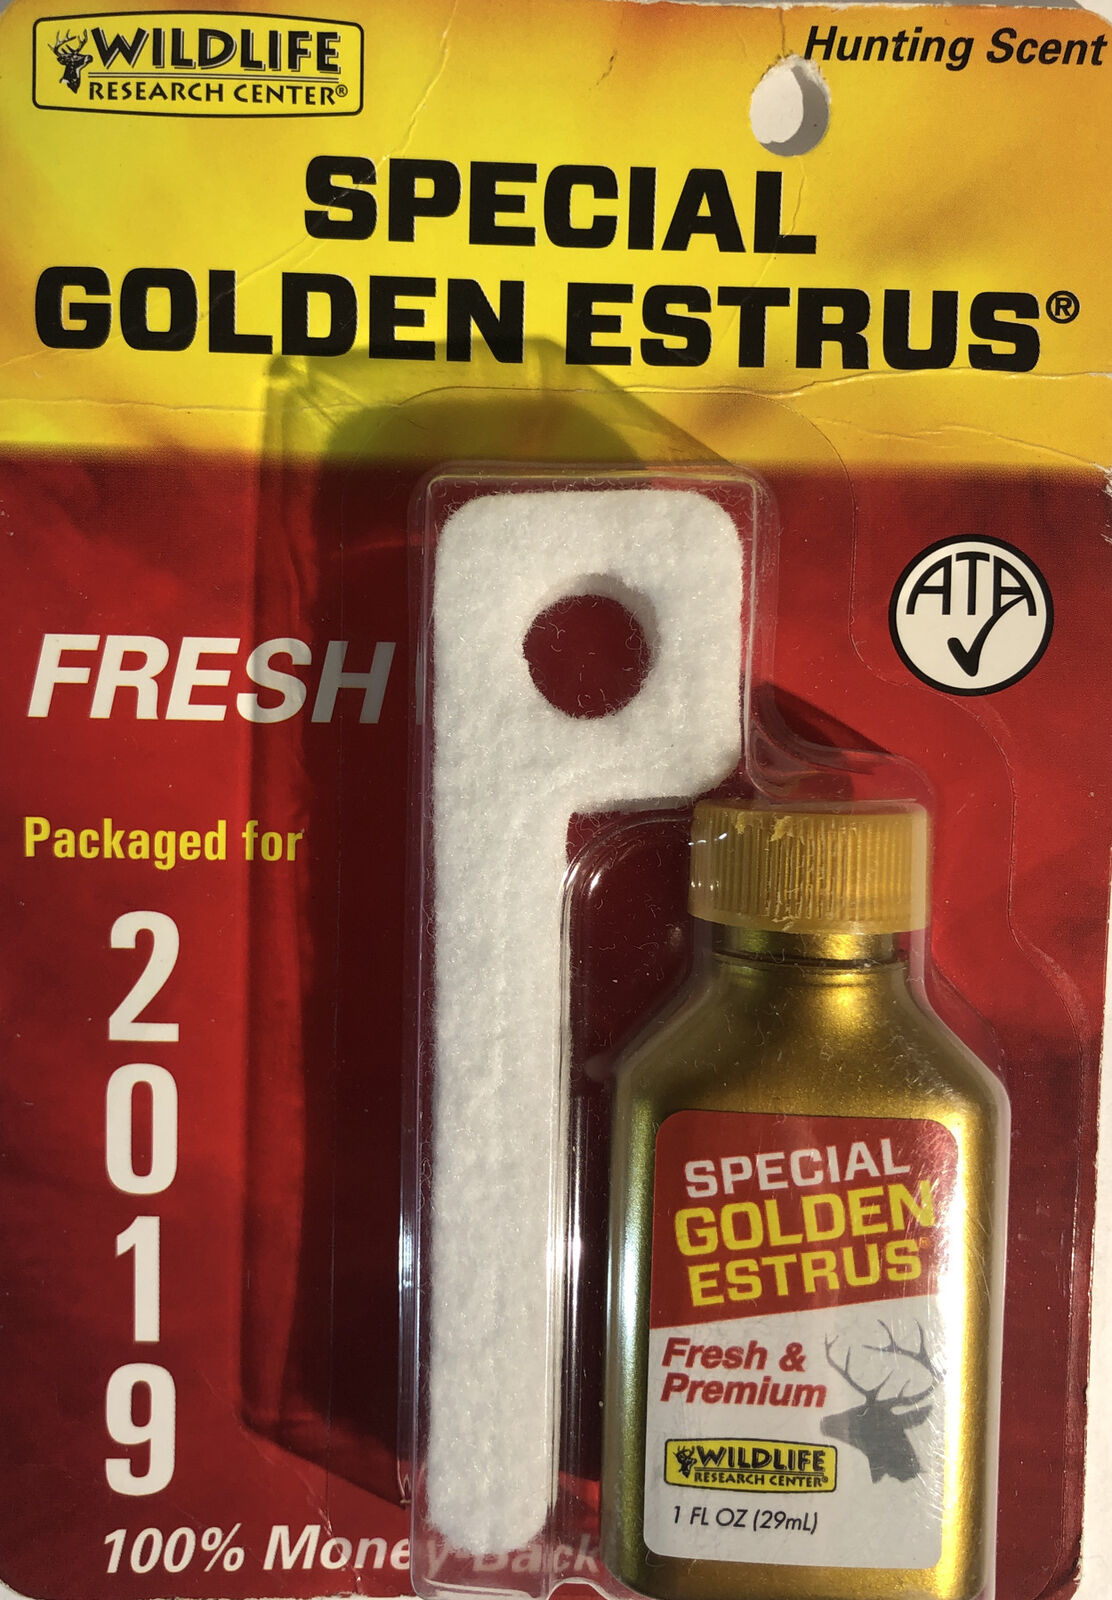 WILDLIFE
RESEARCH CENTER®
Hunting Scent
SPECIAL
GOLDEN ESTRUS®
ATA
FRESH
Packaged for
2
0
1
9
100% Money-Back
SPECIAL
GOLDEN
ESTRUS®
Fresh &
Premium
WILDLIFE
RESEARCH CENTER®
1 FL OZ (29mL)